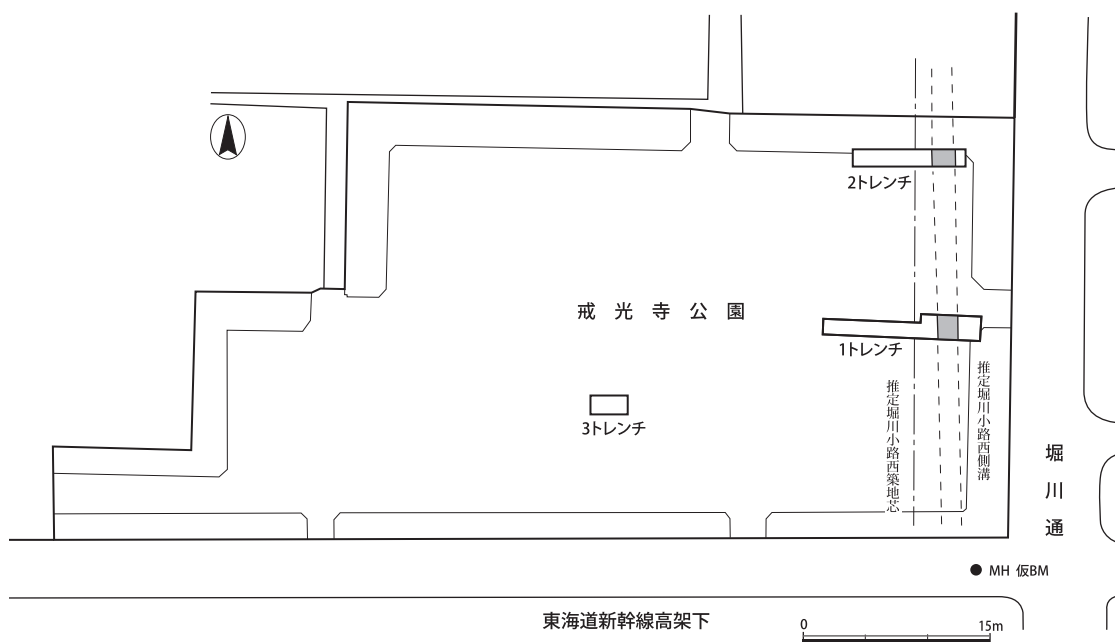 2トレンチ
戒光寺公園
1トレンチ
推定堀川小路西側溝
推定堀川小路西築地芯
3トレンチ
堀川通
MH 仮BM
東海道新幹線高架下
0 15m